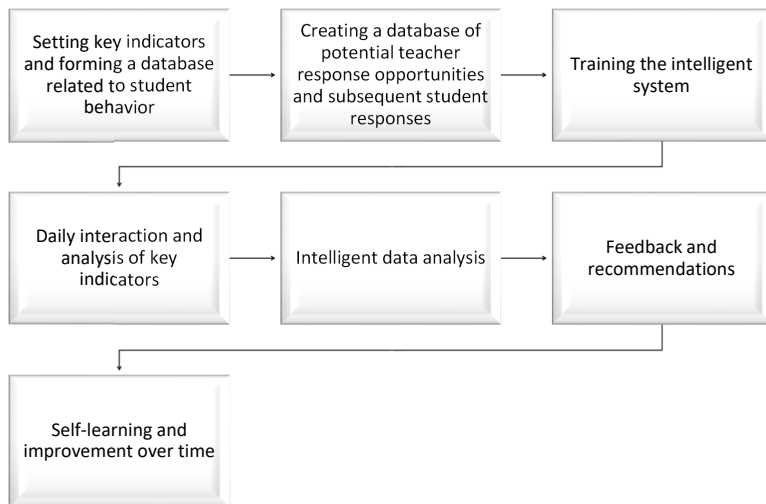 Setting key indicators
and forming a database
related to student
behavior
Creating a database of
potential teacher
response opportunities
and subsequent student
responses
Training the intelligent
system
Daily interaction and
analysis of key
indicators
Intelligent data analysis
Feedback and
recommendations
Self-learning and
improvement over time